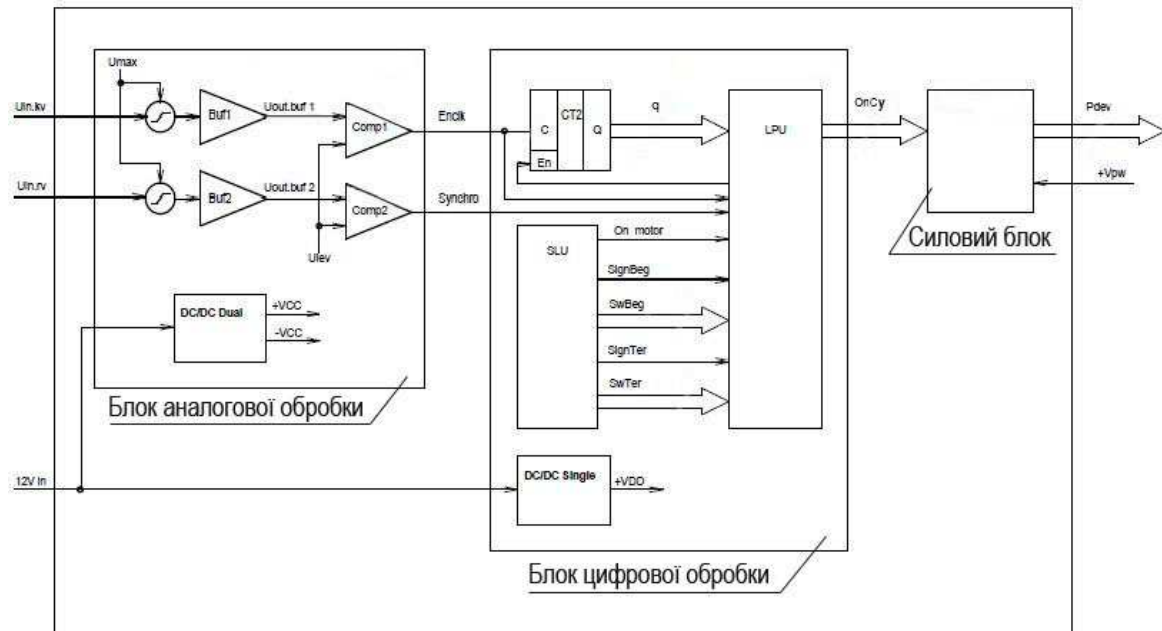 Umax
Uin.kv
Buf1
Uout.buf 1
Comp1
Enclk
C
CT2
Q
En
q
LPU
OnCy
Pdev
+Vpw
Силовий блок
Uin.rv
Buf2
Uout.buf 2
Comp2
Synchro
Ulev
SLU
On motor
SignBeg
SwBeg
SignTer
SwTer
DC/DC Dual
+VCC
-VCC
Блок аналогової обробки
12V in
DC/DC Single
+VDD
Блок цифрової обробки